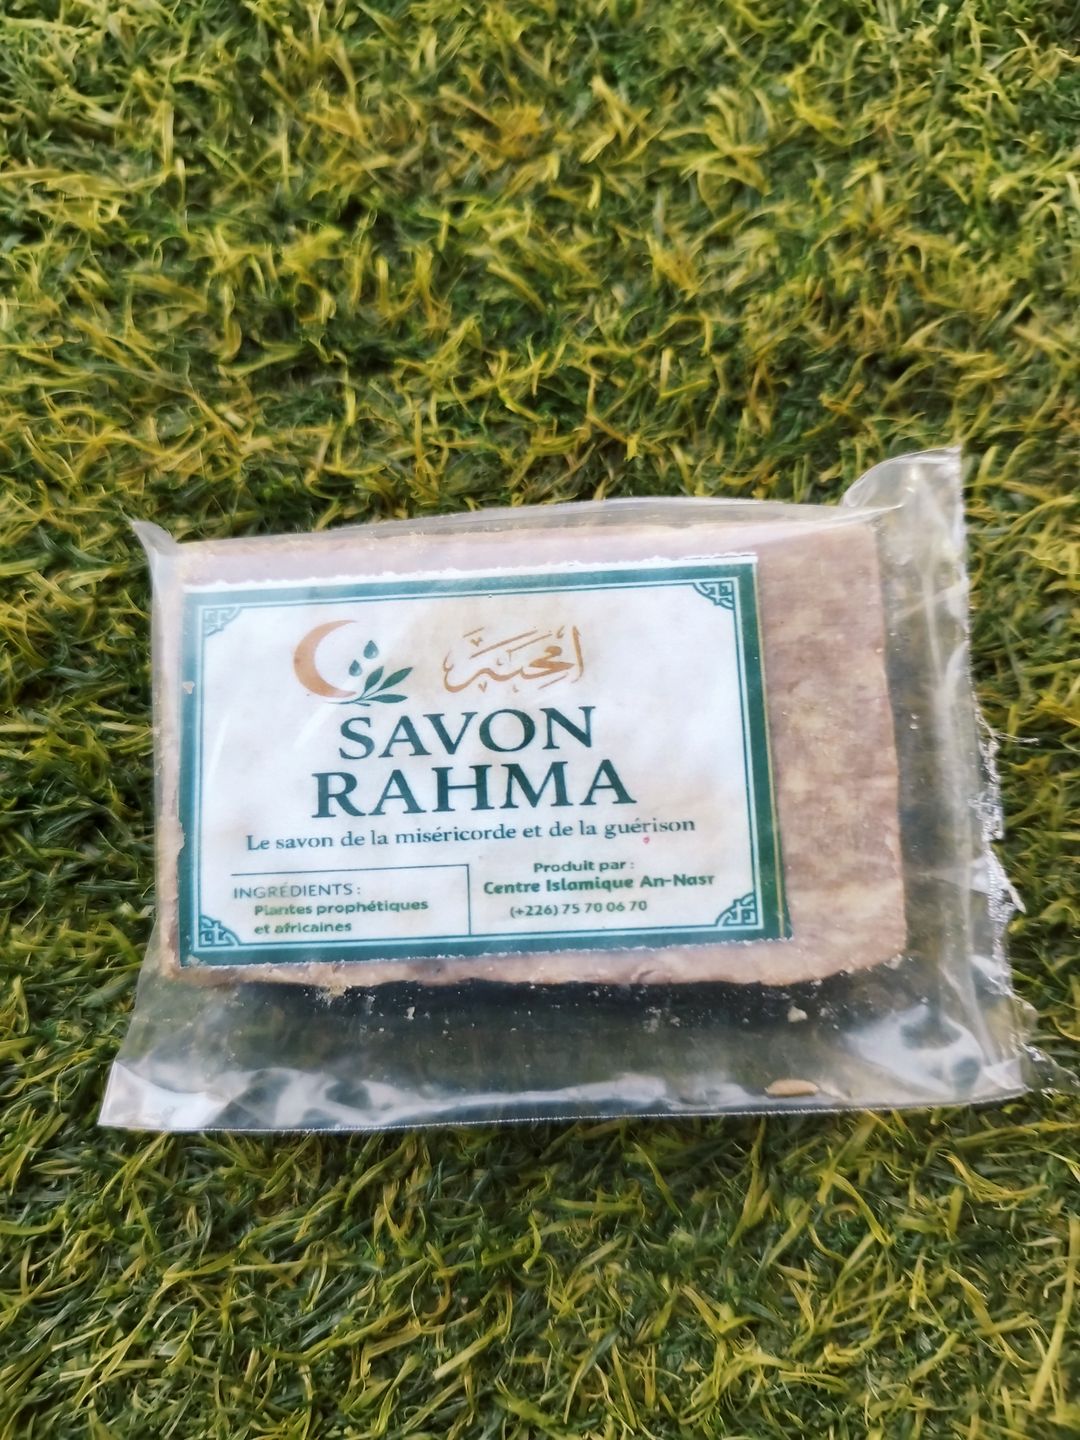 SAVON
RAHMA
Le savon de la miséricorde et de la guérison
INGRÉDIENTS :
Plantes prophétiques
et africaines
Produit par :
Centre Islamique An-Nasr
(+226) 75 70 06 70